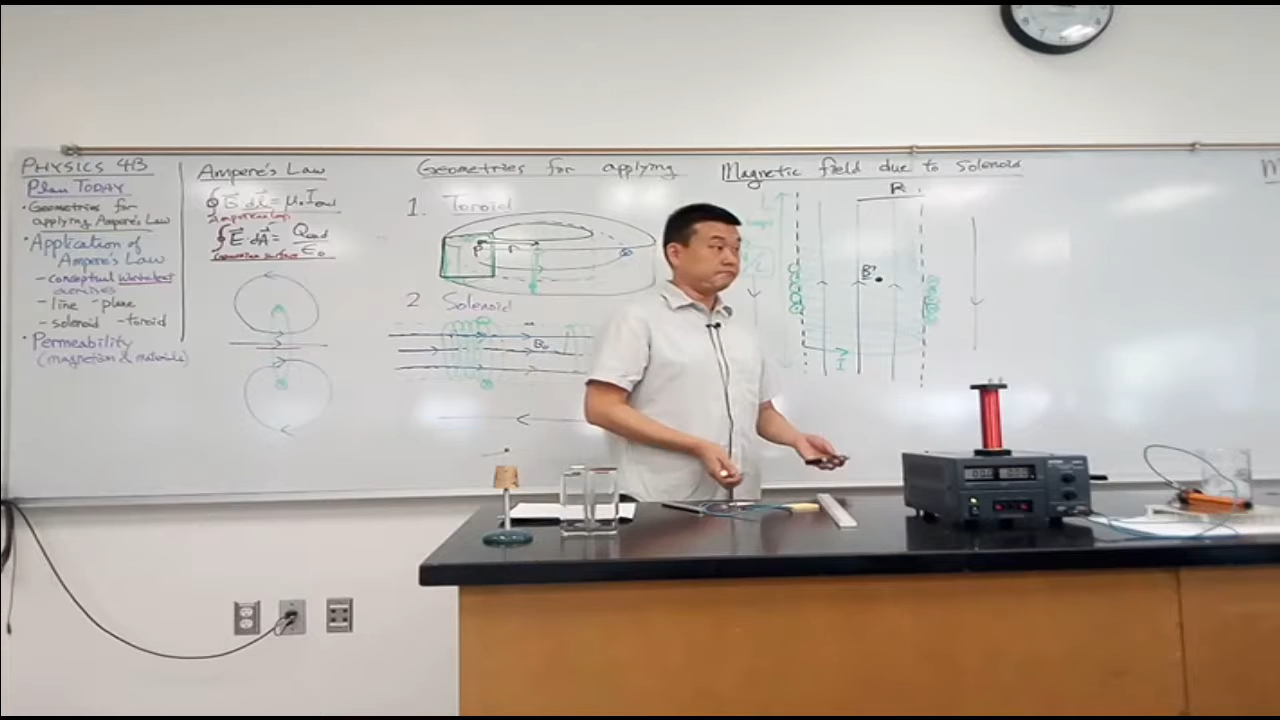 PHYSICS 4B
Plan TODAY
• Geometries for
applying Ampere's Law
• Application of
Ampere's Law
- conceptual worksheet
exercises
- line - plane
- solenoid - toroid
• Permeability
(magnetism & materials)
Ampere's Law
∮ B⃗·dl⃗ = μ₀ I
Amperian loop
∮ E⃗·dA⃗ = Q / ε₀
Gaussian surface
Geometries for applying
1. Toroid
r
2 Solenoid
B₀
Magnetic field due to Solenoid
R
L
B⃗
I
M